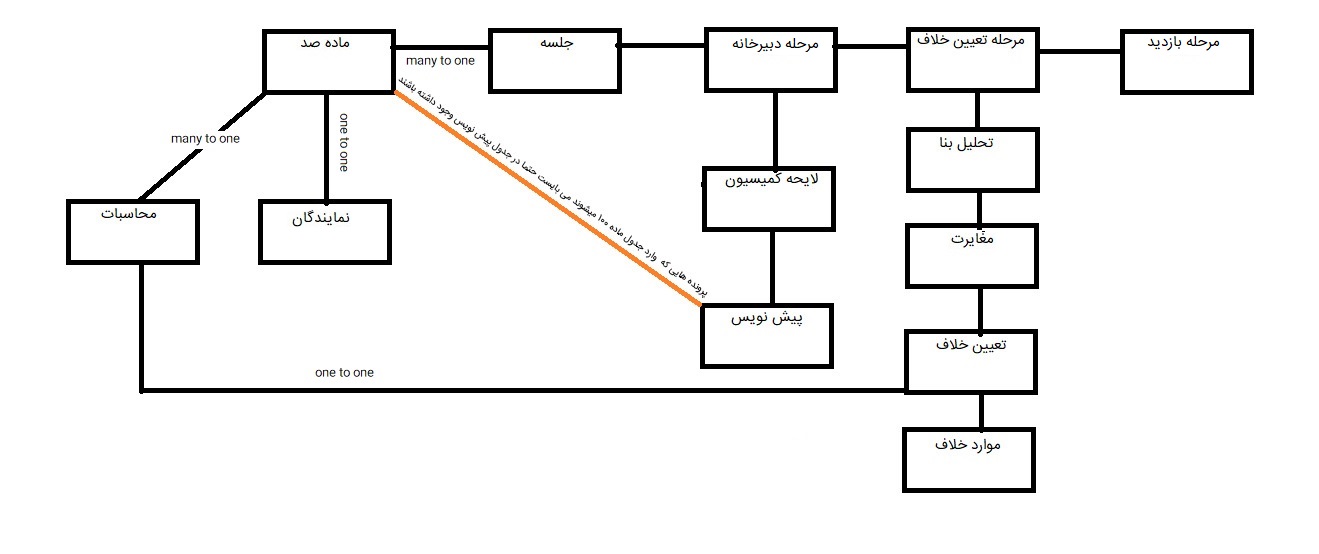 مرحله بازدید
مرحله تعیین خلاف
مرحله دبیرخانه
جلسه
ماده صد
many to one
many to one
one to one
پرونده هایی که وارد جدول ماده ۱۰۰ میشوند می بایست حتما در جدول پیش نویس وجود داشته باشند
تحلیل بنا
لایحه کمیسیون
نمایندگان
محاسبات
مغایرت
پیش نویس
تعیین خلاف
one to one
موارد خلاف